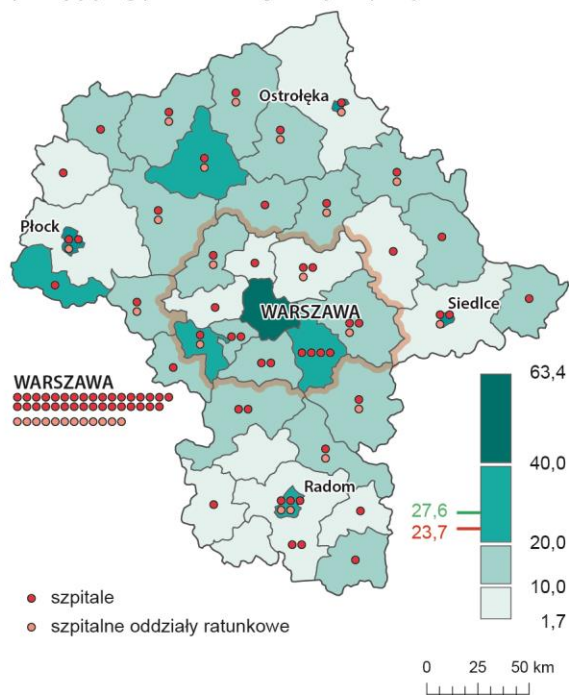 Ostrołęka
Płock
WARSZAWA
Siedlce
WARSZAWA
Radom
63,4
40,0
27,6
23,7
20,0
10,0
1,7
szpitale
szpitalne oddziały ratunkowe
0 25 50 km